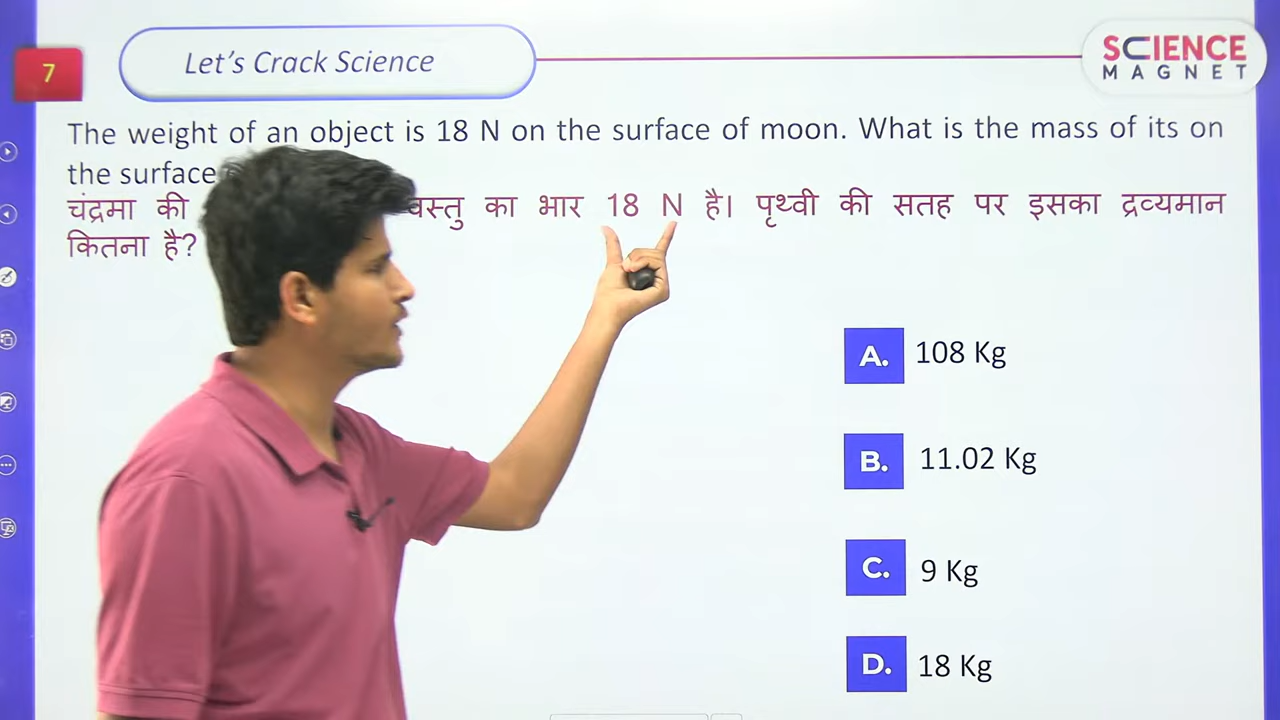 7
Let's Crack Science
SCIENCE
MAGNET
The weight of an object is 18 N on the surface of moon. What is the mass of its on
the surface
चंद्रमा की वस्तु का भार 18 N है। पृथ्वी की सतह पर इसका द्रव्यमान
कितना है?
A. 108 Kg
B. 11.02 Kg
C. 9 Kg
D. 18 Kg